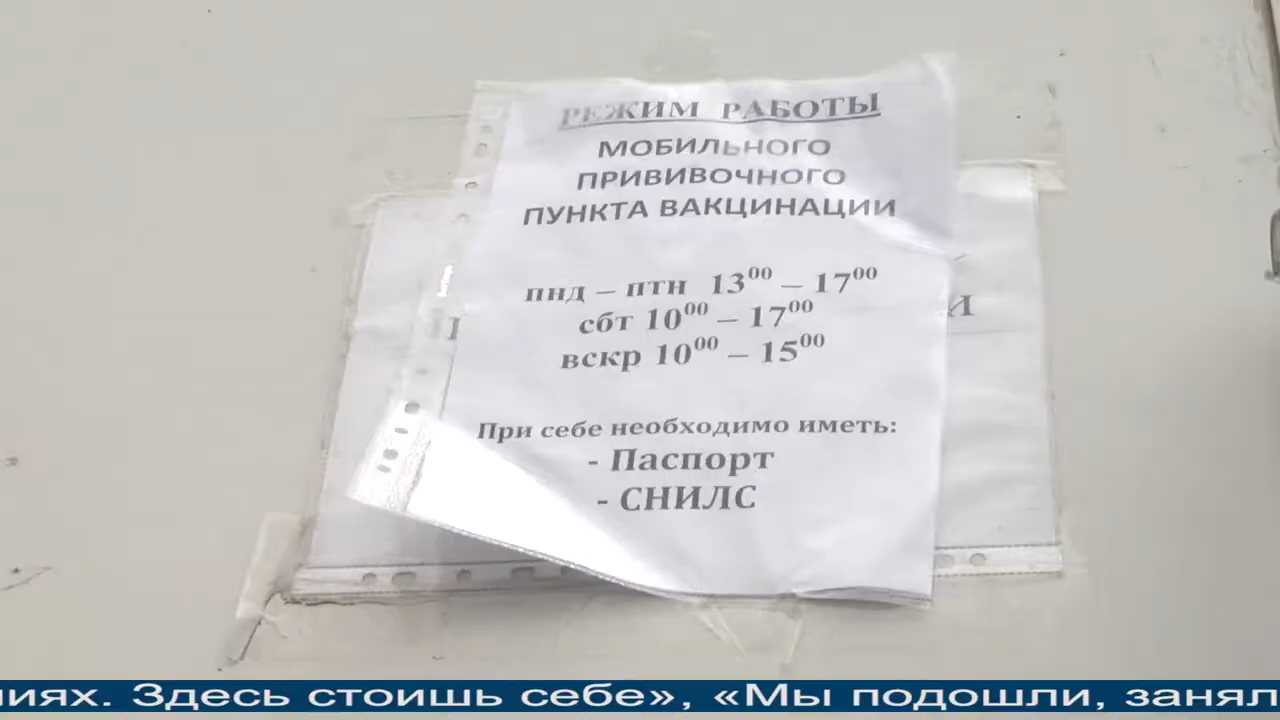 РЕЖИМ РАБОТЫ
МОБИЛЬНОГО
ПРИВИВОЧНОГО
ПУНКТА ВАКЦИНАЦИИ
пнд – птн 13⁰⁰ – 17⁰⁰
сбт 10⁰⁰ – 17⁰⁰
вскр 10⁰⁰ – 15⁰⁰
При себе необходимо иметь:
- Паспорт
- СНИЛС
ниях. Здесь стоишь себе», «Мы подошли, занял